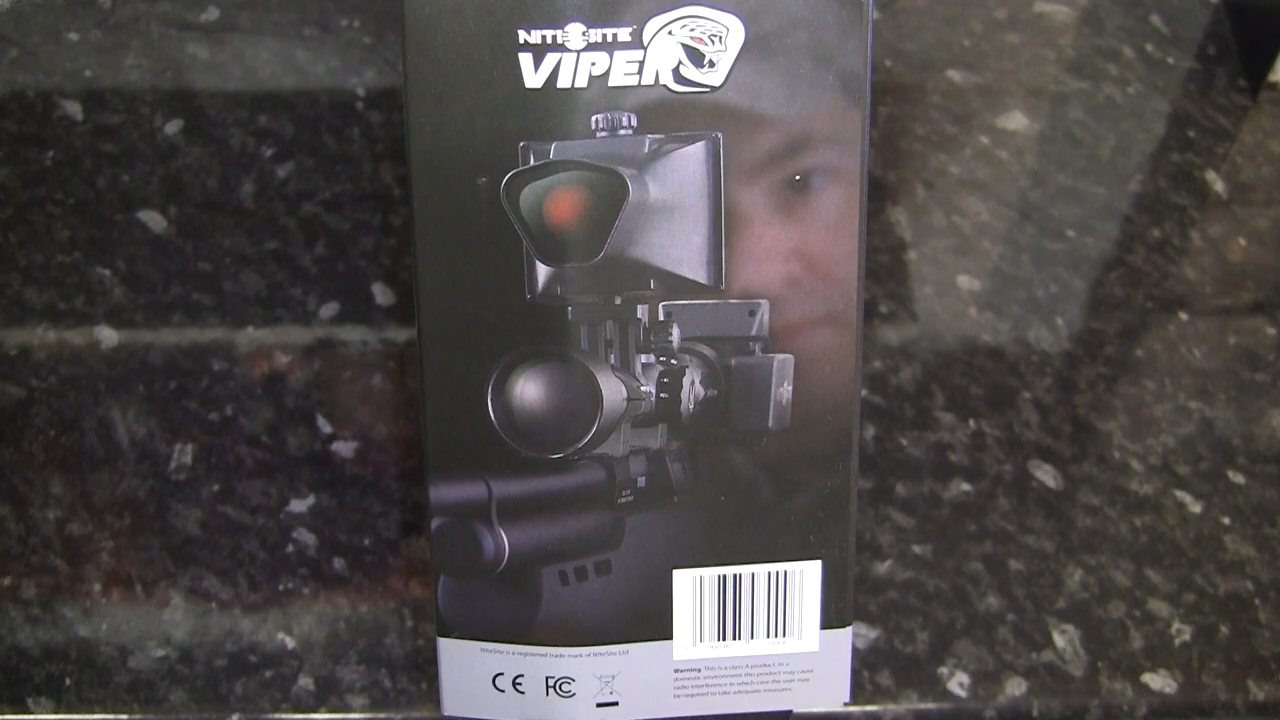 NITESITE
VIPER
NiteSite is a registered trade mark of NiteSite Ltd
CE FC
Warning This is a class A product. In a
domestic environment this product may cause
radio interference in which case the user may
be required to take adequate measures.